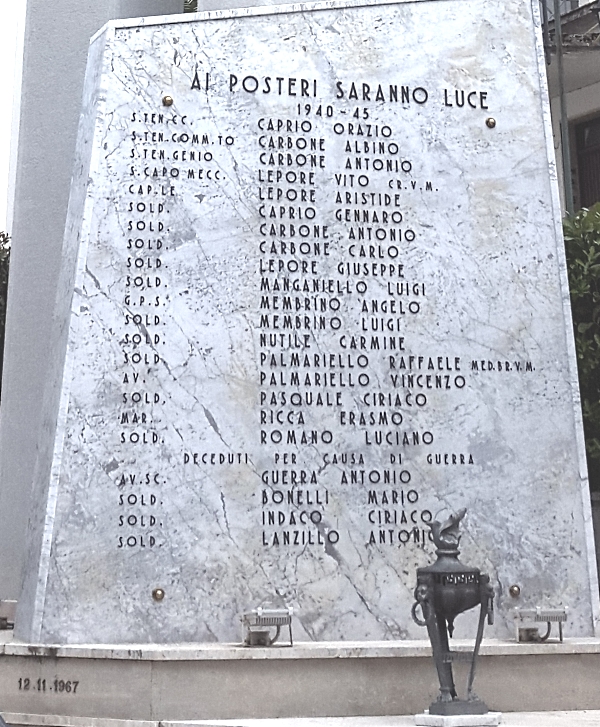 AI POSTERI SARANNO LUCE
1940-45
S.TEN.CC. CAPRIO ORAZIO
S.TEN.COMM.TO CARBONE ALBINO
S.TEN.GENIO CARBONE ANTONIO
S.CAPO MECC. LEPORE VITO CR.V.M.
CAP.LE LEPORE ARISTIDE
SOLD. CAPRIO GENNARO
SOLD. CARBONE ANTONIO
SOLD. CARBONE CARLO
SOLD. LEPORE GIUSEPPE
SOLD. MANGANIELLO LUIGI
G.P.S. MEMBRINO ANGELO
SOLD. MEMBRINO LUIGI
SOLD. NUTILE CARMINE
SOLD. PALMARIELLO RAFFAELE MED.BR.V.M.
AV. PALMARIELLO VINCENZO
SOLD. PASQUALE CIRIACO
MAR. RICCA ERASMO
SOLD. ROMANO LUCIANO
DECEDUTI PER CAUSA DI GUERRA
AV.SC. GUERRA ANTONIO
SOLD. BONELLI MARIO
SOLD. INDACO CIRIACO
SOLD. LANZILLO ANTONIO
12.11.1967